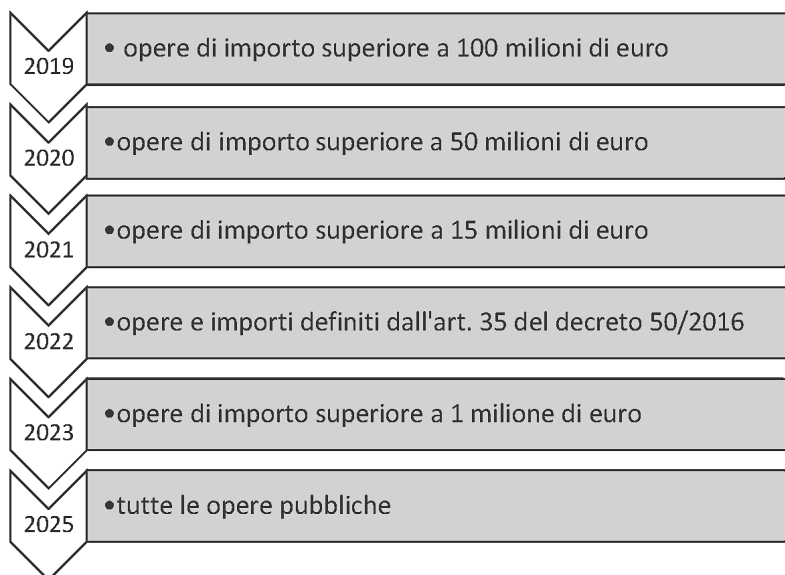 2019
• opere di importo superiore a 100 milioni di euro
2020
•opere di importo superiore a 50 milioni di euro
2021
•opere di importo superiore a 15 milioni di euro
2022
•opere e importi definiti dall'art. 35 del decreto 50/2016
2023
•opere di importo superiore a 1 milione di euro
2025
•tutte le opere pubbliche